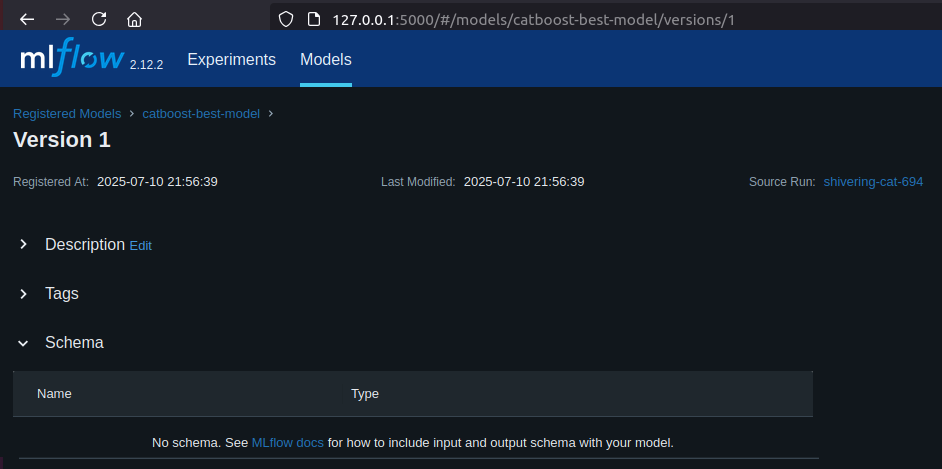 127.0.0.1:5000/#/models/catboost-best-model/versions/1
mlflow 2.12.2 Experiments Models
Registered Models > catboost-best-model >
Version 1
Registered At: 2025-07-10 21:56:39 Last Modified: 2025-07-10 21:56:39 Source Run: shivering-cat-694
Description Edit
Tags
Schema
Name Type
No schema. See MLflow docs for how to include input and output schema with your model.